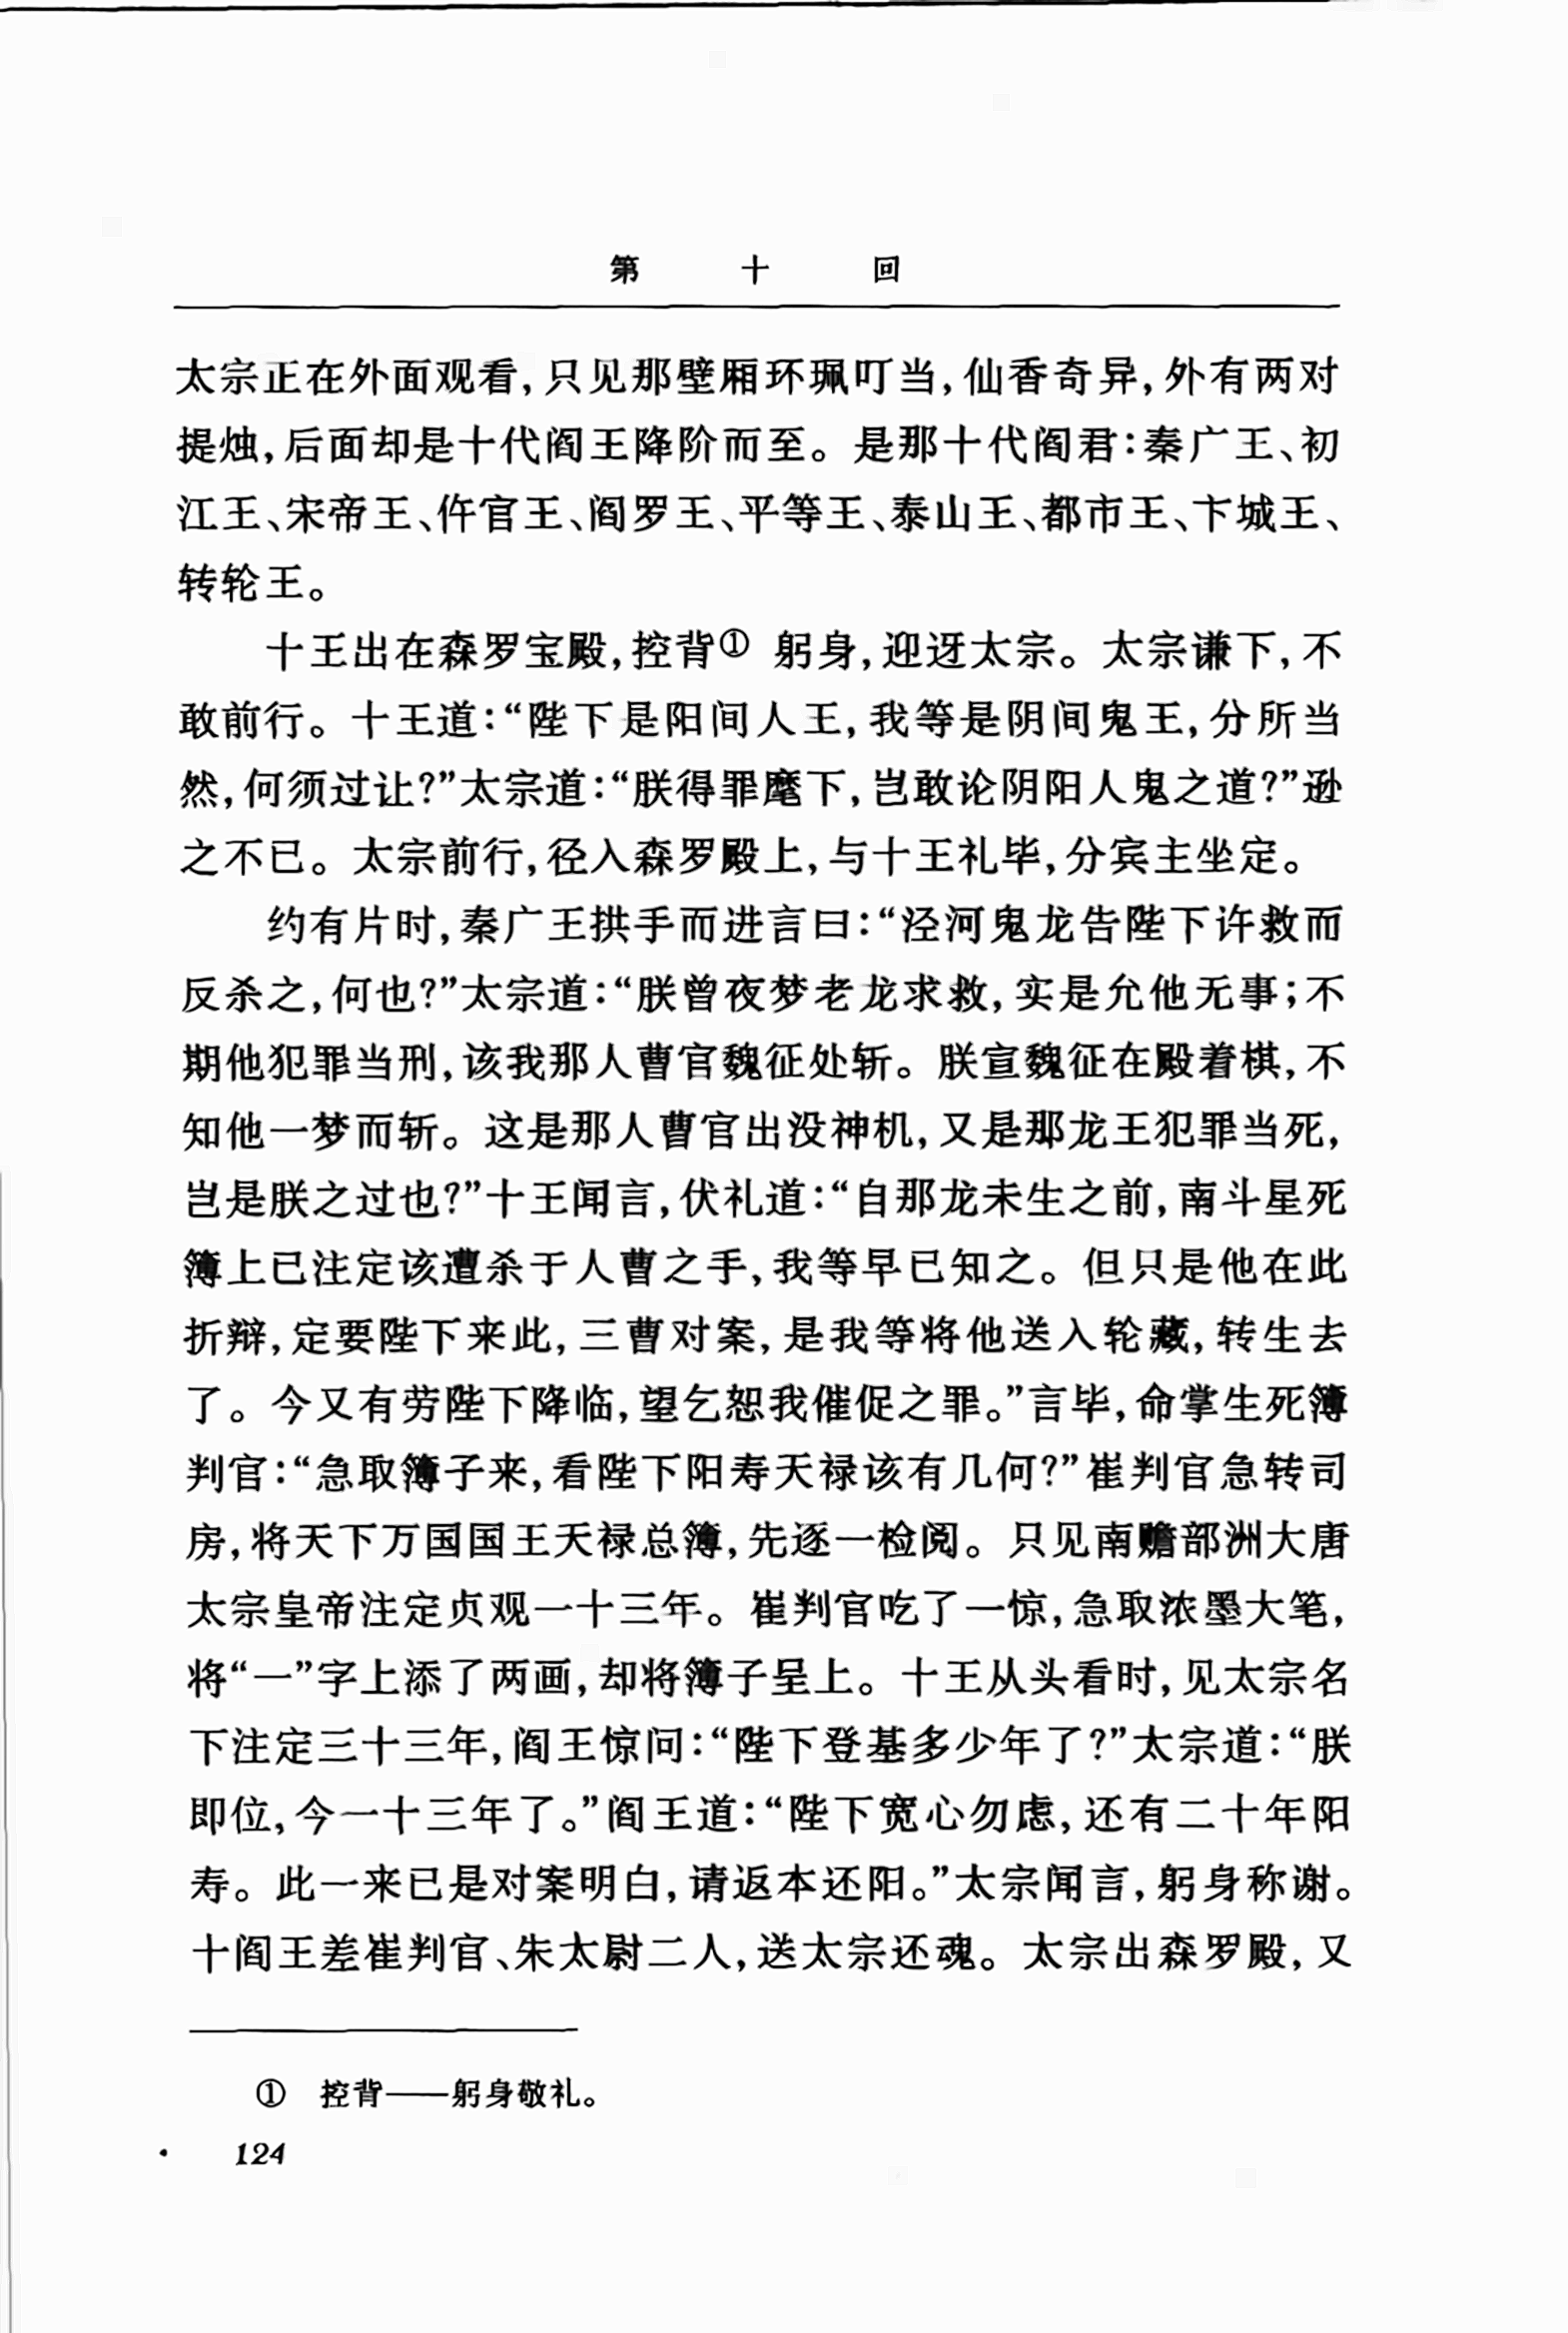 第十回
太宗正在外面观看,只见那壁厢环珮叮当,仙香奇异,外有两对
提烛,后面却是十代阎王降阶而至。是那十代阎君:秦广王、初
江王、宋帝王、仵官王、阎罗王、平等王、泰山王、都市王、卞城王、
转轮王。
十王出在森罗宝殿,控背① 躬身,迎迓太宗。太宗谦下,不
敢前行。十王道:“陛下是阳间人王,我等是阴间鬼王,分所当
然,何须过让?”太宗道:“朕得罪麾下,岂敢论阴阳人鬼之道?”逊
之不已。太宗前行,径入森罗殿上,与十王礼毕,分宾主坐定。
约有片时,秦广王拱手而进言曰:“泾河鬼龙告陛下许救而
反杀之,何也?”太宗道:“朕曾夜梦老龙求救,实是允他无事;不
期他犯罪当刑,该我那人曹官魏征处斩。朕宣魏征在殿着棋,不
知他一梦而斩。这是那人曹官出没神机,又是那龙王犯罪当死,
岂是朕之过也?”十王闻言,伏礼道:“自那龙未生之前,南斗星死
簿上已注定该遭杀于人曹之手,我等早已知之。但只是他在此
折辩,定要陛下来此,三曹对案,是我等将他送入轮藏,转生去
了。今又有劳陛下降临,望乞恕我催促之罪。”言毕,命掌生死簿
判官:“急取簿子来,看陛下阳寿天禄该有几何?”崔判官急转司
房,将天下万国国王天禄总簿,先逐一检阅。只见南赡部洲大唐
太宗皇帝注定贞观一十三年。崔判官吃了一惊,急取浓墨大笔,
将“一”字上添了两画,却将簿子呈上。十王从头看时,见太宗名
下注定三十三年,阎王惊问:“陛下登基多少年了?”太宗道:“朕
即位,今一十三年了。”阎王道:“陛下宽心勿虑,还有二十年阳
寿。此一来已是对案明白,请返本还阳。”太宗闻言,躬身称谢。
十阎王差崔判官、朱太尉二人,送太宗还魂。太宗出森罗殿,又
① 控背——躬身敬礼。
124